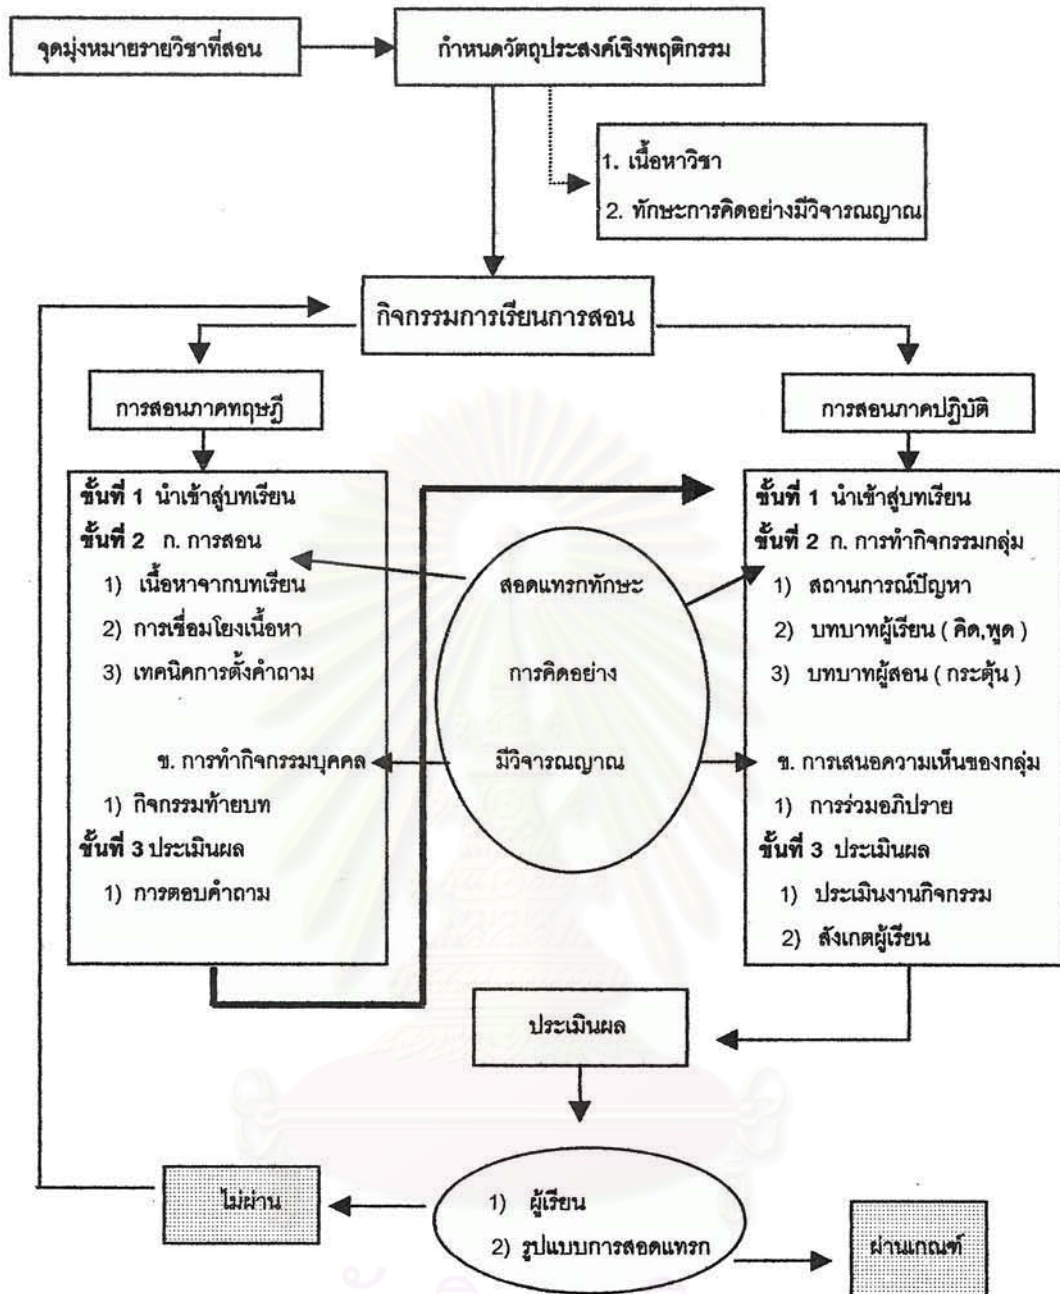 จุดมุ่งหมายรายวิชาที่สอน
กำหนดวัตถุประสงค์เชิงพฤติกรรม
1. เนื้อหาวิชา
2. ทักษะการคิดอย่างมีวิจารณญาณ
กิจกรรมการเรียนการสอน
การสอนภาคทฤษฎี
ขั้นที่ 1 นำเข้าสู่บทเรียน
ขั้นที่ 2 ก. การสอน
1) เนื้อหาจากบทเรียน
2) การเชื่อมโยงเนื้อหา
3) เทคนิคการตั้งคำถาม
ข. การทำกิจกรรมบุคคล
1) กิจกรรมท้ายบท
ขั้นที่ 3 ประเมินผล
1) การตอบคำถาม
สอดแทรกทักษะ
การคิดอย่าง
มีวิจารณญาณ
การสอนภาคปฏิบัติ
ขั้นที่ 1 นำเข้าสู่บทเรียน
ขั้นที่ 2 ก. การทำกิจกรรมกลุ่ม
1) สถานการณ์ปัญหา
2) บทบาทผู้เรียน ( คิด,พูด )
3) บทบาทผู้สอน ( กระตุ้น )
ข. การเสนอความเห็นของกลุ่ม
1) การร่วมอภิปราย
ขั้นที่ 3 ประเมินผล
1) ประเมินงานกิจกรรม
2) สังเกตผู้เรียน
ประเมินผล
1) ผู้เรียน
2) รูปแบบการสอดแทรก
ไม่ผ่าน
ผ่านเกณฑ์